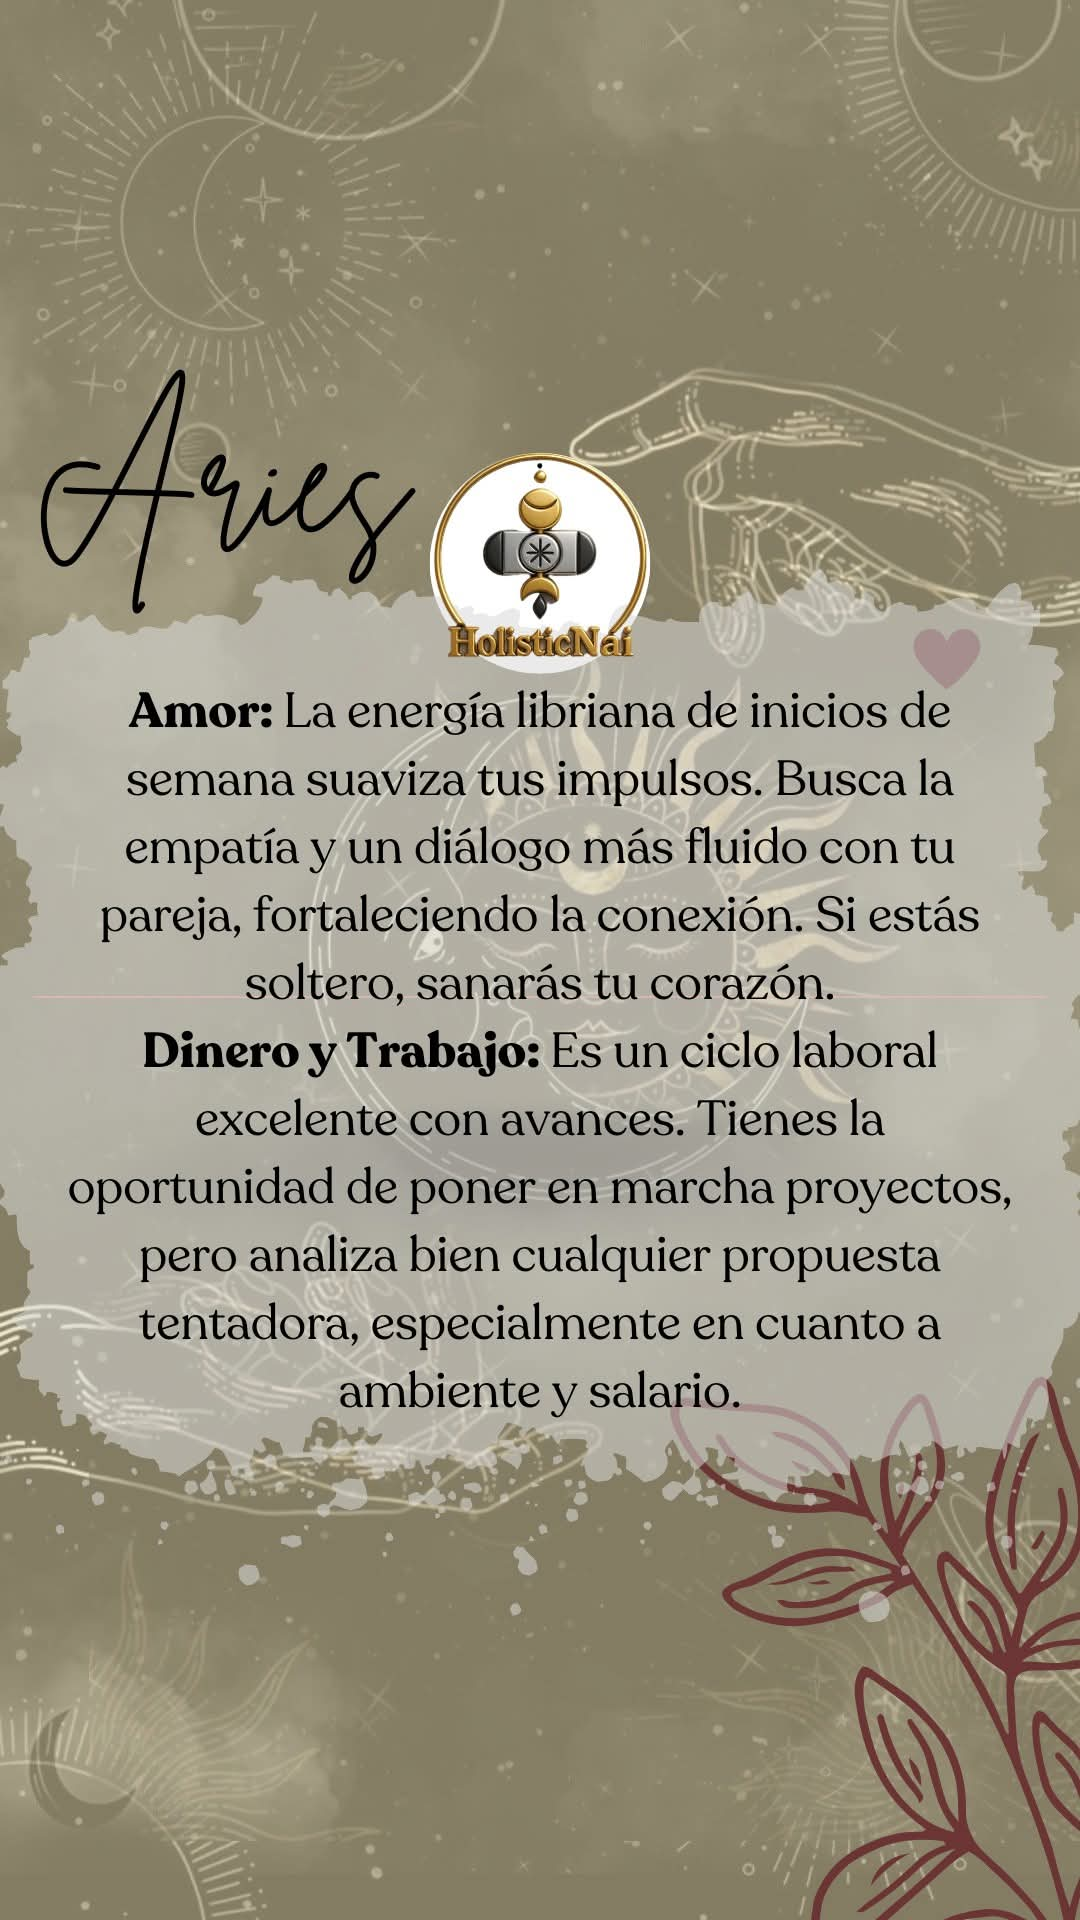 Aries
HolisticNai
Amor: La energía libriana de inicios de
semana suaviza tus impulsos. Busca la
empatía y un diálogo más fluido con tu
pareja, fortaleciendo la conexión. Si estás
soltero, sanarás tu corazón.
Dinero y Trabajo: Es un ciclo laboral
excelente con avances. Tienes la
oportunidad de poner en marcha proyectos,
pero analiza bien cualquier propuesta
tentadora, especialmente en cuanto a
ambiente y salario.